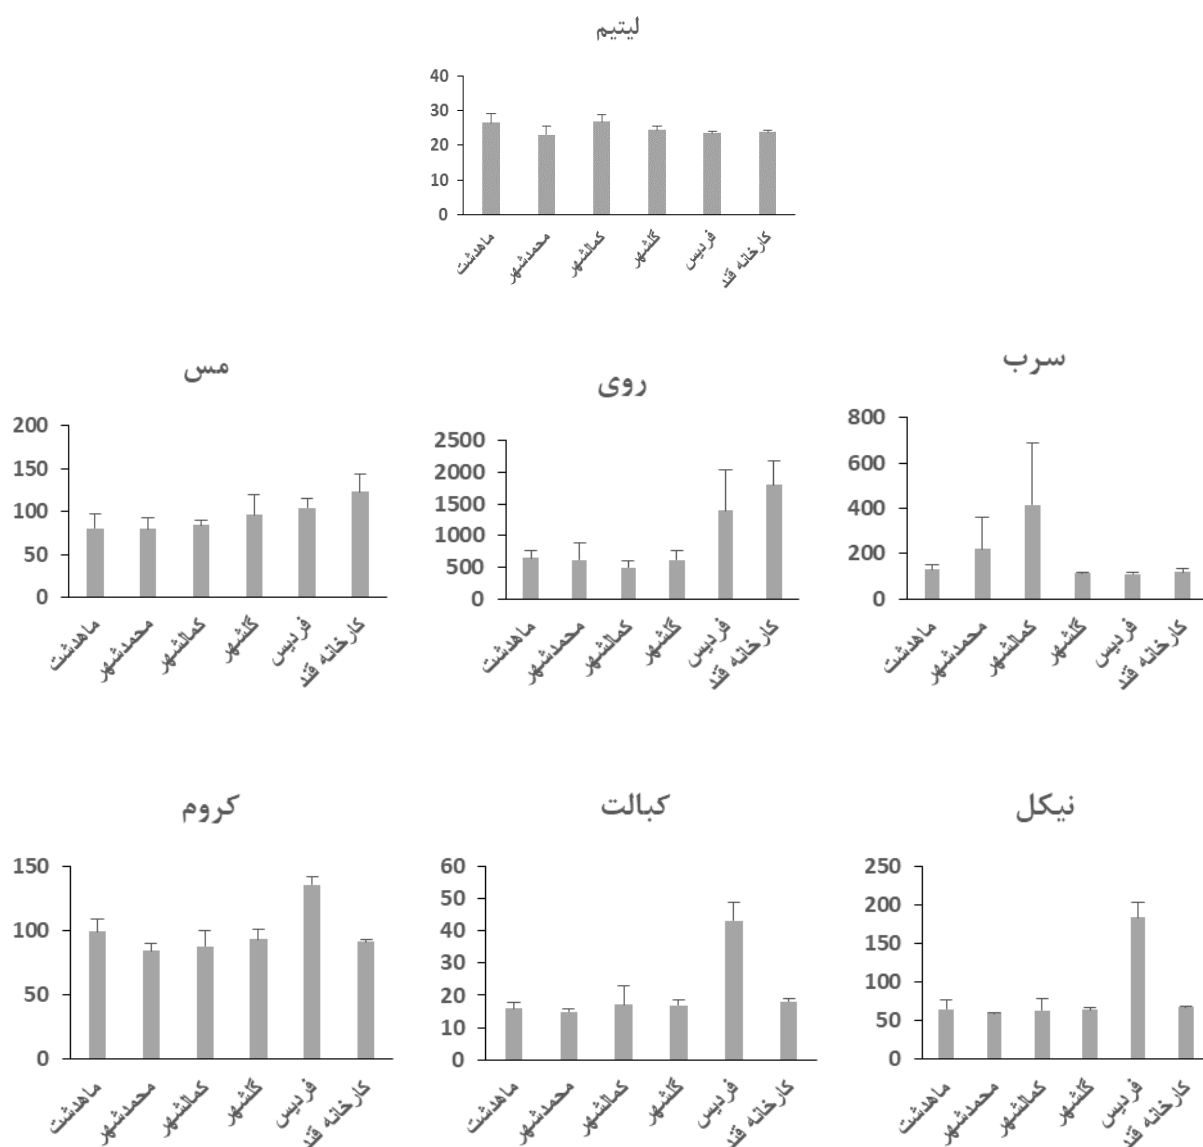 لیتیم
40
30
20
10
0
ماهدشت
محمدشهر
کمالشهر
گلشهر
فردیس
کارخانه قند
مس
200
150
100
50
0
ماهدشت
محمدشهر
کمالشهر
گلشهر
فردیس
کارخانه قند
روی
2500
2000
1500
1000
500
0
ماهدشت
محمدشهر
کمالشهر
گلشهر
فردیس
کارخانه قند
سرب
800
600
400
200
0
ماهدشت
محمدشهر
کمالشهر
گلشهر
فردیس
کارخانه قند
کروم
150
100
50
0
ماهدشت
محمدشهر
کمالشهر
گلشهر
فردیس
کارخانه قند
کبالت
60
50
40
30
20
10
0
ماهدشت
محمدشهر
کمالشهر
گلشهر
فردیس
کارخانه قند
نیکل
250
200
150
100
50
0
ماهدشت
محمدشهر
کمالشهر
گلشهر
فردیس
کارخانه قند